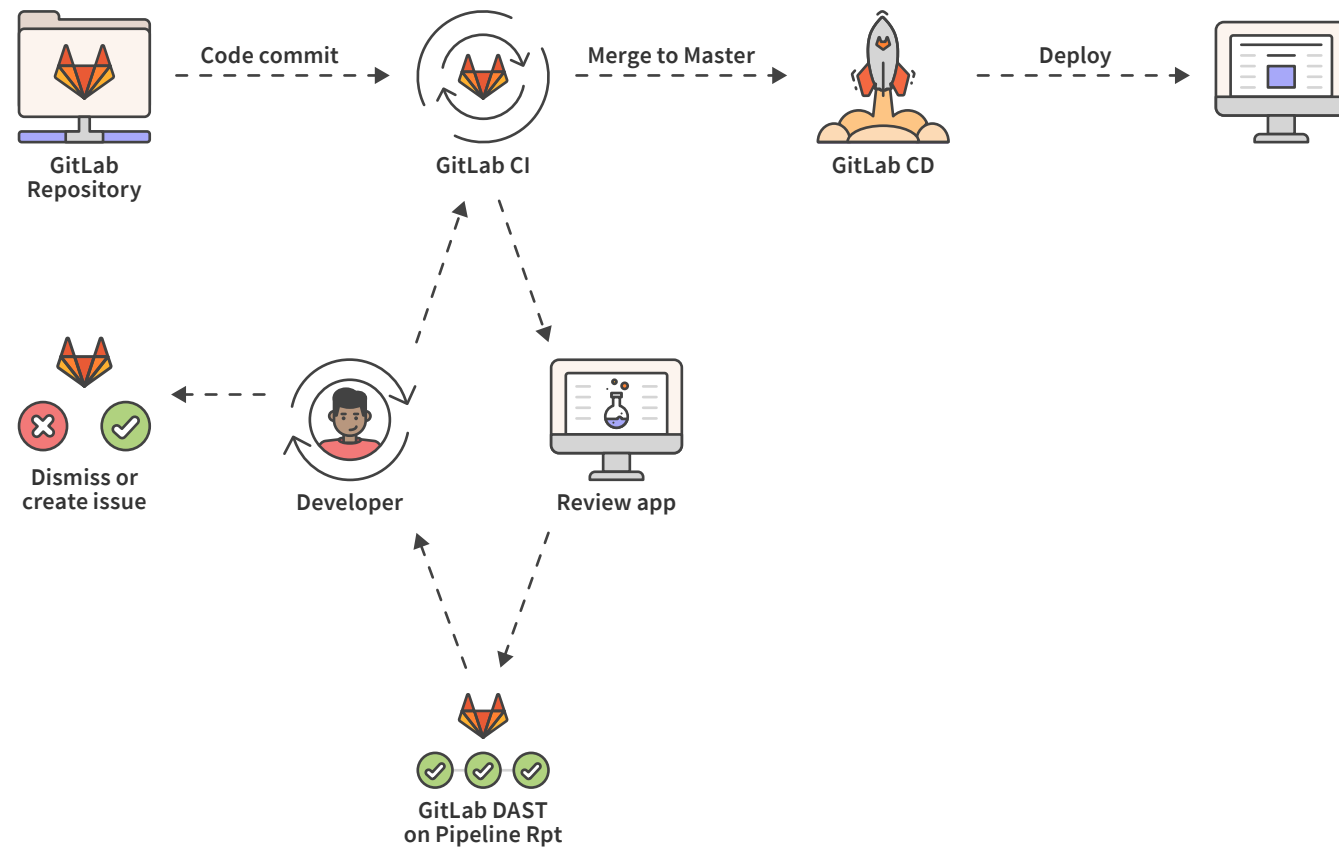 Code commit
Merge to Master
Deploy
GitLab
Repository
GitLab CI
GitLab CD
Dismiss or
create issue
Developer
Review app
GitLab DAST
on Pipeline Rpt